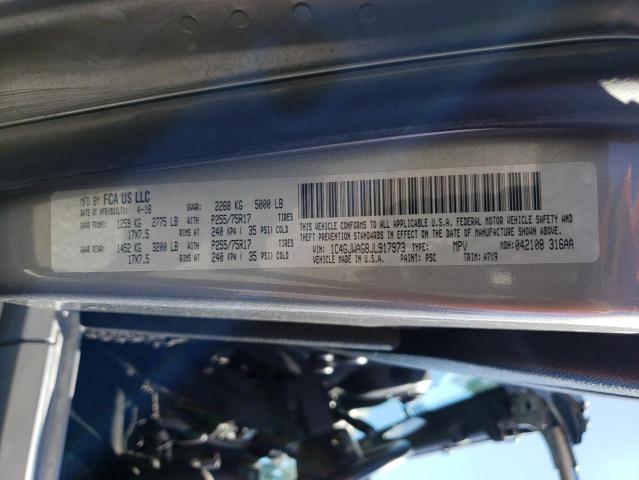 MFD BY FCA US LLC
DATE OF MFR/BUILT: 4-18 GVWR: 2268 KG 5000 LB
GAWR FRONT: 1259 KG 2775 LB WITH P255/75R17 TIRES
17X7.5 RIMS AT 240 KPA ( 35 PSI) COLD
GAWR REAR: 1452 KG 3200 LB WITH P255/75R17 TIRES
17X7.5 RIMS AT 240 KPA ( 35 PSI) COLD
THIS VEHICLE CONFORMS TO ALL APPLICABLE U.S.A. FEDERAL MOTOR VEHICLE SAFETY AND
THEFT PREVENTION STANDARDS IN EFFECT ON THE DATE OF MANUFACTURE SHOWN ABOVE.
VIN: 1C4GJWAG8JL917973 TYPE: MPV MDH: 042108 316AA
VEHICLE MADE IN U.S.A. PAINT: PSC TRIM: A7X9